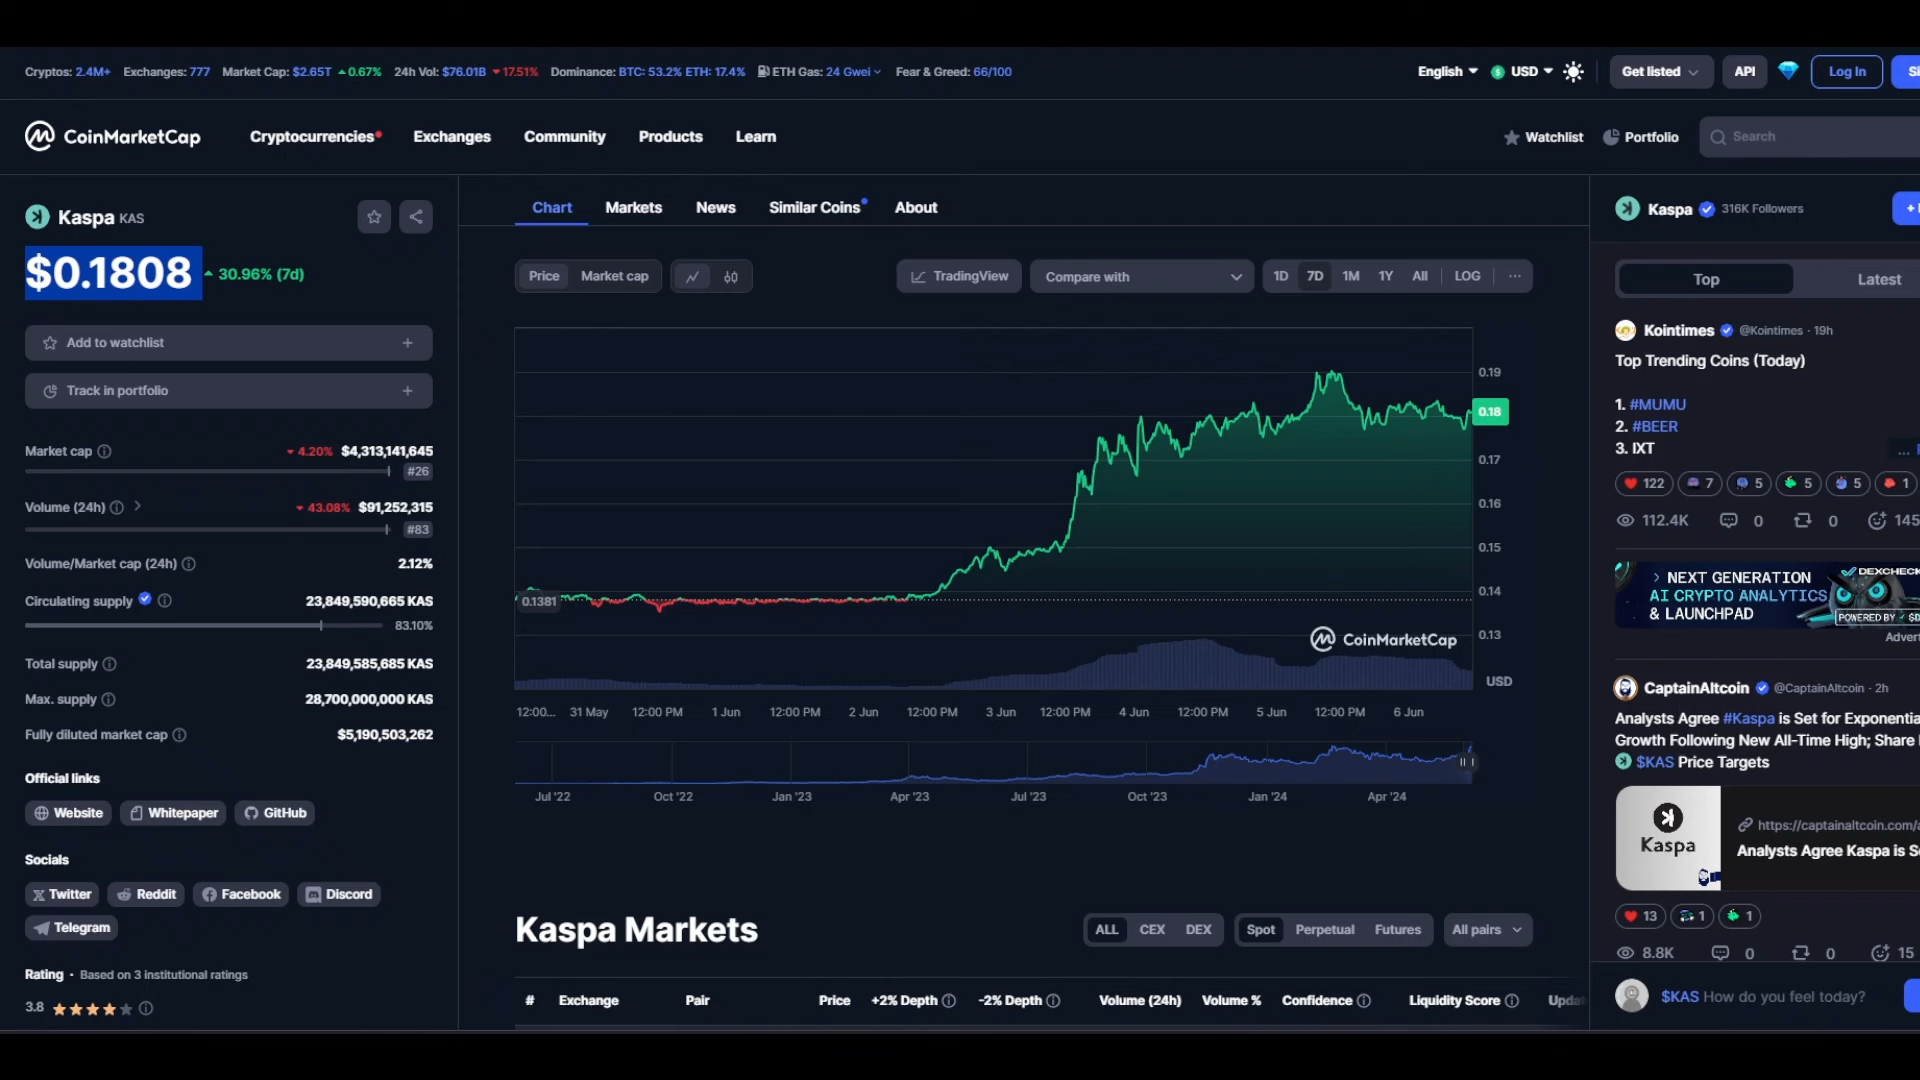 Cryptos: 2.4M+ Exchanges: 777 Market Cap: $2.65T 0.67% 24h Vol: $76.01B 17.51% Dominance: BTC: 53.2% ETH: 17.4% ETH Gas: 24 Gwei Fear & Greed: 66/100
English USD Get listed API Log In
CoinMarketCap Cryptocurrencies Exchanges Community Products Learn Watchlist Portfolio Search
Kaspa KAS
$0.1808 30.96% (7d)
Add to watchlist +
Track in portfolio +
Market cap 4.20% $4,313,141,645
#26
Volume (24h) 43.08% $91,252,315
#83
Volume/Market cap (24h) 2.12%
Circulating supply 23,849,590,665 KAS
83.10%
Total supply 23,849,585,685 KAS
Max. supply 28,700,000,000 KAS
Fully diluted market cap $5,190,503,262
Official links
Website Whitepaper GitHub
Socials
Twitter Reddit Facebook Discord
Telegram
Rating · Based on 3 institutional ratings
3.8
Chart Markets News Similar Coins About
Price Market cap TradingView Compare with 1D 7D 1M 1Y All LOG ...
0.19
0.18
0.17
0.16
0.15
0.14
0.1381
0.13
CoinMarketCap
USD
12:00... 31 May 12:00 PM 1 Jun 12:00 PM 2 Jun 12:00 PM 3 Jun 12:00 PM 4 Jun 12:00 PM 5 Jun 12:00 PM 6 Jun
Jul '22 Oct '22 Jan '23 Apr '23 Jul '23 Oct '23 Jan '24 Apr '24
Kaspa Markets ALL CEX DEX Spot Perpetual Futures All pairs
# Exchange Pair Price +2% Depth -2% Depth Volume (24h) Volume % Confidence Liquidity Score
Kaspa 316K Followers
Top Latest
Kointimes @Kointimes · 19h
Top Trending Coins (Today)
1. #MUMU
2. #BEER
3. IXT
...
122 7 5 5 5 1
112.4K 0 0 145
> NEXT GENERATION
AI CRYPTO ANALYTICS
& LAUNCHPAD
DEXCHECK
POWERED BY
CaptainAltcoin @CaptainAltcoin · 2h
Analysts Agree #Kaspa is Set for Exponentia
Growth Following New All-Time High; Share
$KAS Price Targets
Kaspa
https://captainaltcoin.com/
Analysts Agree Kaspa is
13 1 1
8.8K 0 0 15
$KAS How do you feel today?